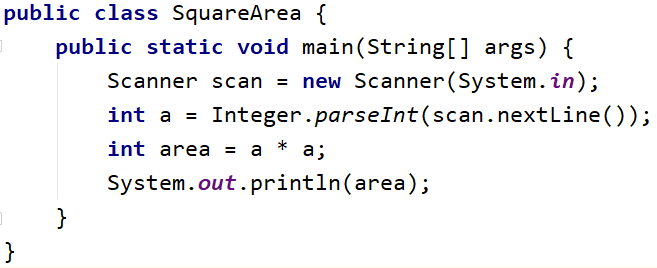 public class SquareArea {
    public static void main(String[] args) {
        Scanner scan = new Scanner(System.in);
        int a = Integer.parseInt(scan.nextLine());
        int area = a * a;
        System.out.println(area);
    }
}